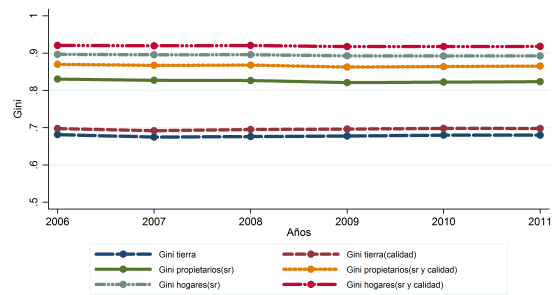 1
.9
.8
.7
.6
.5
Gini
2006 2007 2008 2009 2010 2011
Años
Gini tierra Gini tierra(calidad)
Gini propietarios(sr) Gini propietarios(sr y calidad)
Gini hogares(sr) Gini hogares(sr y calidad)